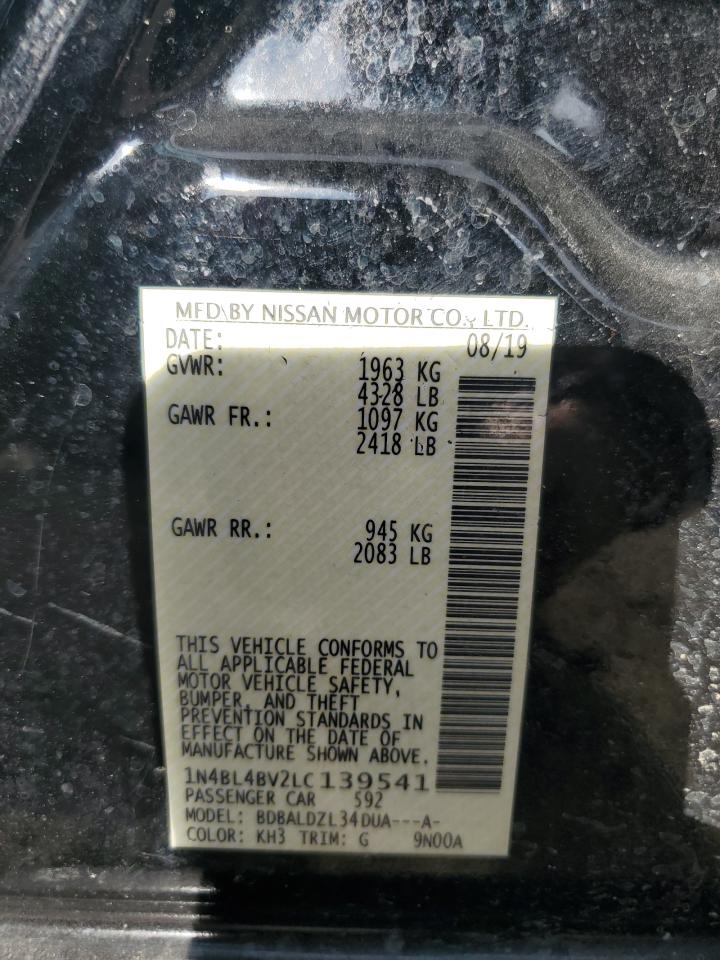 MFD BY NISSAN MOTOR CO., LTD.
DATE: 08/19
GVWR: 1963 KG
4328 LB
GAWR FR.: 1097 KG
2418 LB
GAWR RR.: 945 KG
2083 LB
THIS VEHICLE CONFORMS TO
ALL APPLICABLE FEDERAL
MOTOR VEHICLE SAFETY,
BUMPER, AND THEFT
PREVENTION STANDARDS IN
EFFECT ON THE DATE OF
MANUFACTURE SHOWN ABOVE.
1N4BL4BV2LC139541
PASSENGER CAR 592
MODEL: BDBALDZL34DUA---A-
COLOR: KH3 TRIM: G 9N00A